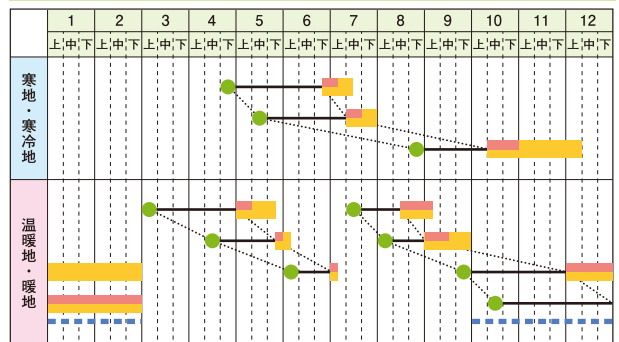 1 2 3 4 5 6 7 8 9 10 11 12
上 中 下 上 中 下 上 中 下 上 中 下 上 中 下 上 中 下 上 中 下 上 中 下 上 中 下 上 中 下 上 中 下 上 中 下
寒地・寒冷地
温暖地・暖地